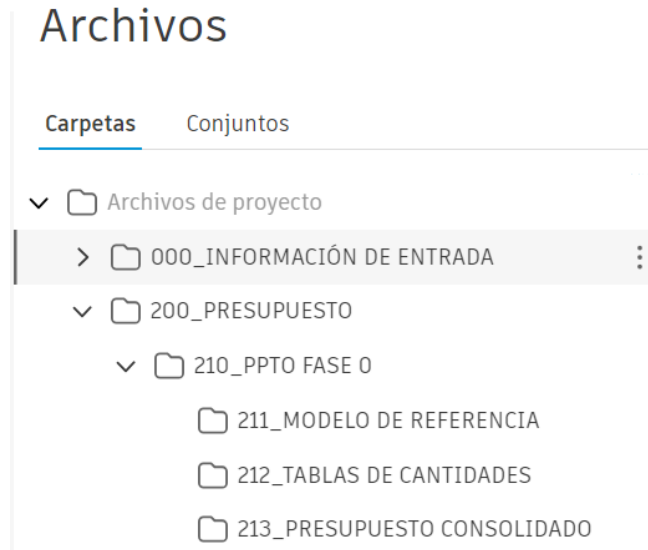 Archivos
Carpetas Conjuntos
Archivos de proyecto
000_INFORMACIÓN DE ENTRADA
200_PRESUPUESTO
210_PPTO FASE 0
211_MODELO DE REFERENCIA
212_TABLAS DE CANTIDADES
213_PRESUPUESTO CONSOLIDADO